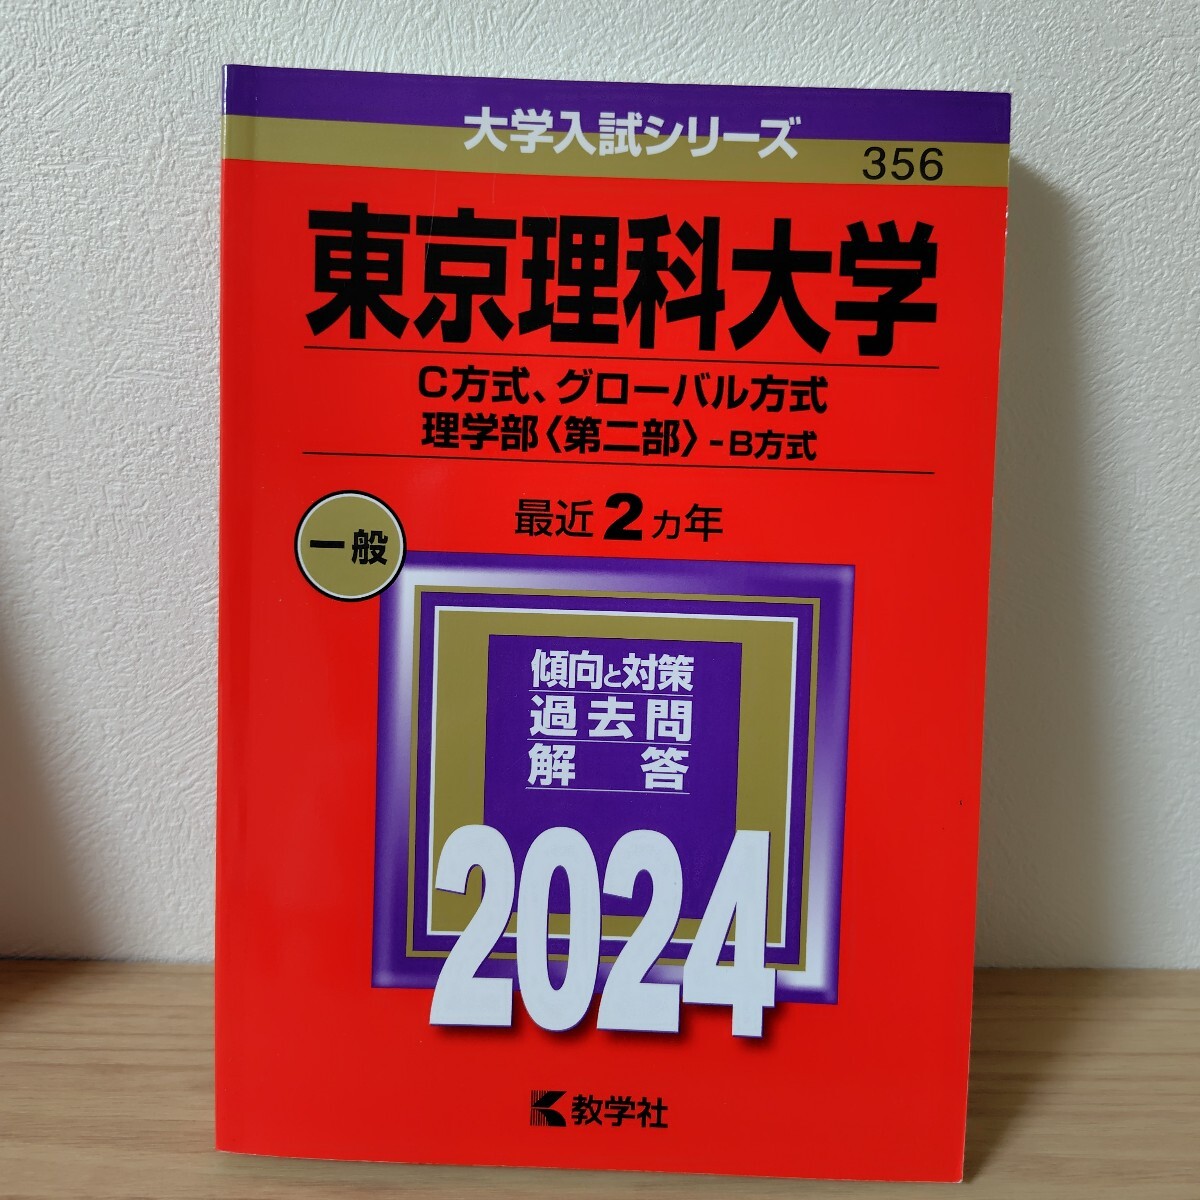 大学入試シリーズ
356
東京理科大学
C方式、グローバル方式
理学部〈第二部〉-B方式
最近2カ年
一般
傾向と対策
過去問
解答
2024
教学社